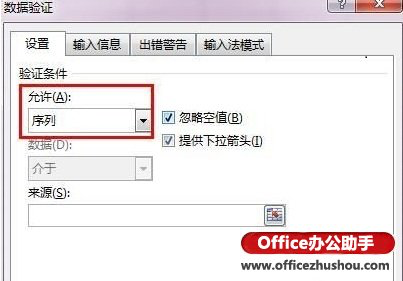 数据验证
设置 输入信息 出错警告 输入法模式
验证条件
允许(A):
序列
忽略空值(B)
数据(D):
提供下拉箭头(I)
介于
来源(S):
Office办公助手
www.officezhushou.com